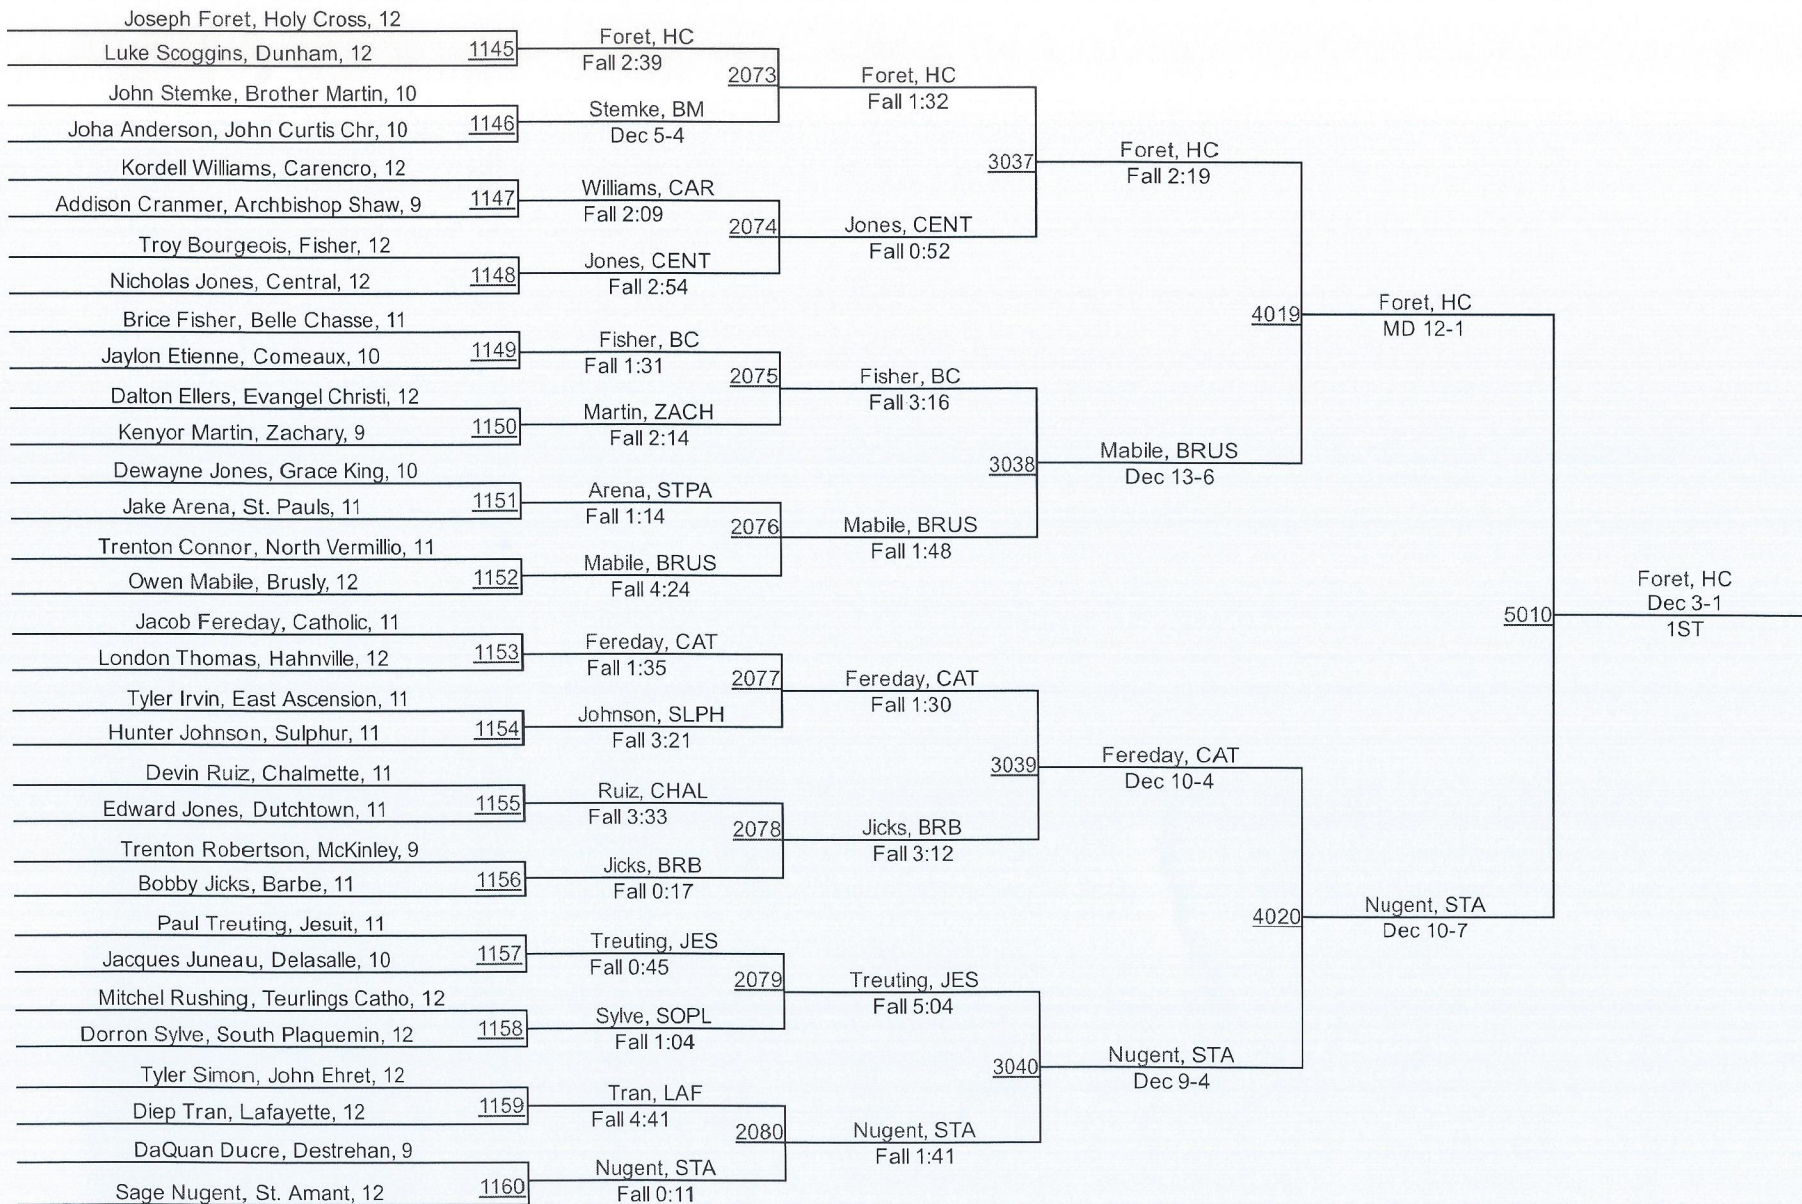 Joseph Foret, Holy Cross, 12
Luke Scoggins, Dunham, 12
1145
John Stemke, Brother Martin, 10
Joha Anderson, John Curtis Chr, 10
1146
Kordell Williams, Carencro, 12
Addison Cranmer, Archbishop Shaw, 9
1147
Troy Bourgeois, Fisher, 12
Nicholas Jones, Central, 12
1148
Brice Fisher, Belle Chasse, 11
Jaylon Etienne, Comeaux, 10
1149
Dalton Ellers, Evangel Christi, 12
Kenyor Martin, Zachary, 9
1150
Dewayne Jones, Grace King, 10
Jake Arena, St. Pauls, 11
1151
Trenton Connor, North Vermillio, 11
Owen Mabile, Brusly, 12
1152
Jacob Fereday, Catholic, 11
London Thomas, Hahnville, 12
1153
Tyler Irvin, East Ascension, 11
Hunter Johnson, Sulphur, 11
1154
Devin Ruiz, Chalmette, 11
Edward Jones, Dutchtown, 11
1155
Trenton Robertson, McKinley, 9
Bobby Jicks, Barbe, 11
1156
Paul Treuting, Jesuit, 11
Jacques Juneau, Delasalle, 10
1157
Mitchel Rushing, Teurlings Catho, 12
Dorron Sylve, South Plaquemin, 12
1158
Tyler Simon, John Ehret, 12
Diep Tran, Lafayette, 12
1159
DaQuan Ducre, Destrehan, 9
Sage Nugent, St. Amant, 12
1160
Foret, HC
Fall 2:39
2073
Stemke, BM
Dec 5-4
Williams, CAR
Fall 2:09
2074
Jones, CENT
Fall 2:54
Fisher, BC
Fall 1:31
2075
Martin, ZACH
Fall 2:14
Arena, STPA
Fall 1:14
2076
Mabile, BRUS
Fall 4:24
Fereday, CAT
Fall 1:35
2077
Johnson, SLPH
Fall 3:21
Ruiz, CHAL
Fall 3:33
2078
Jicks, BRB
Fall 0:17
Treuting, JES
Fall 0:45
2079
Sylve, SOPL
Fall 1:04
Tran, LAF
Fall 4:41
2080
Nugent, STA
Fall 0:11
Foret, HC
Fall 1:32
3037
Jones, CENT
Fall 0:52
Fisher, BC
Fall 3:16
3038
Mabile, BRUS
Fall 1:48
Fereday, CAT
Fall 1:30
3039
Jicks, BRB
Fall 3:12
Treuting, JES
Fall 5:04
3040
Nugent, STA
Fall 1:41
Foret, HC
Fall 2:19
4019
Mabile, BRUS
Dec 13-6
Fereday, CAT
Dec 10-4
4020
Nugent, STA
Dec 9-4
Foret, HC
MD 12-1
5010
Nugent, STA
Dec 10-7
Foret, HC
Dec 3-1
1ST